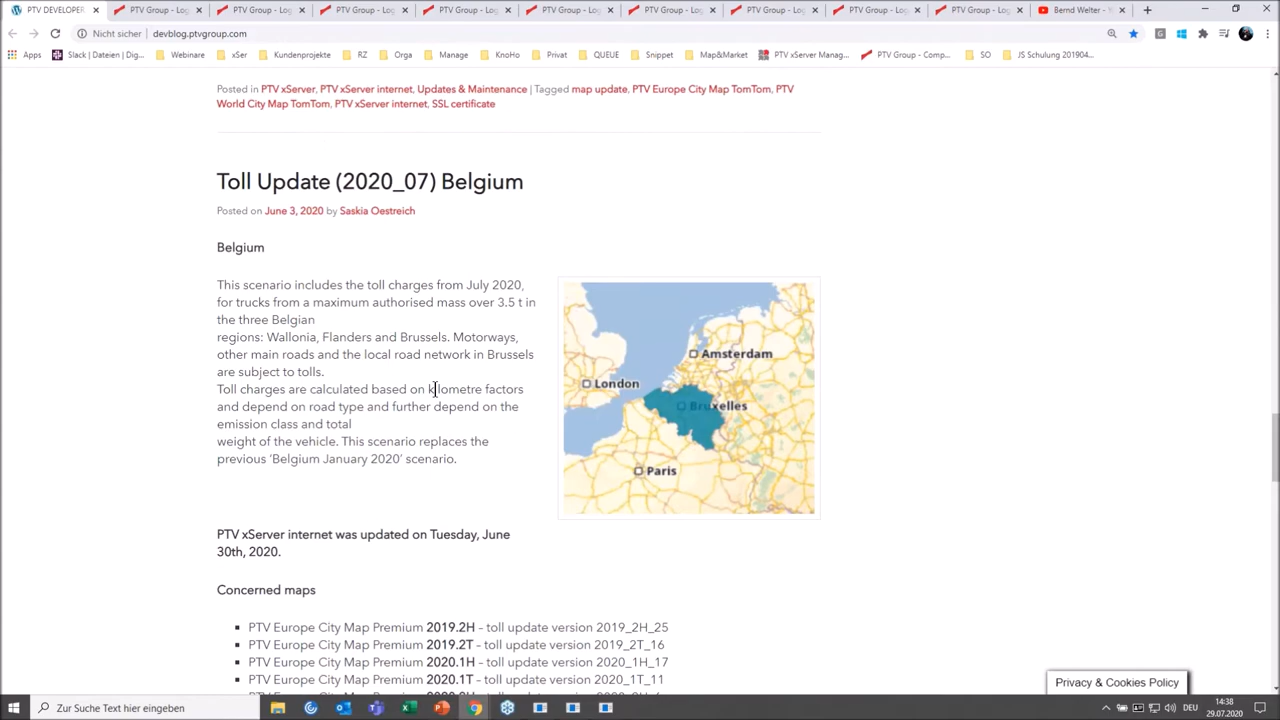 PTV DEVELOPER
PTV Group - Log
PTV Group - Log
PTV Group - Log
PTV Group - Log
PTV Group - Log
PTV Group - Log
PTV Group - Log
PTV Group - Log
PTV Group - Log
Bernd Welter -
Nicht sicher | devblog.ptvgroup.com
Apps
Slack | Dateien | Digi...
Webinare
xSer
Kundenprojekte
RZ
Orga
Manage
KnoHo
QUEUE
Snippet
Privat
Map&Market
PTV xServer Manag...
PTV Group - Comp...
SO
JS Schulung 201904...
Posted in PTV xServer, PTV xServer internet, Updates & Maintenance | Tagged map update, PTV Europe City Map TomTom, PTV
World City Map TomTom, PTV xServer internet, SSL certificate
Toll Update (2020_07) Belgium
Posted on June 3, 2020 by Saskia Oestreich
Belgium
This scenario includes the toll charges from July 2020,
for trucks from a maximum authorised mass over 3.5 t in
the three Belgian
regions: Wallonia, Flanders and Brussels. Motorways,
other main roads and the local road network in Brussels
are subject to tolls.
Toll charges are calculated based on kilometre factors
and depend on road type and further depend on the
emission class and total
weight of the vehicle. This scenario replaces the
previous ‘Belgium January 2020’ scenario.
Amsterdam
London
Bruxelles
Paris
PTV xServer internet was updated on Tuesday, June
30th, 2020.
Concerned maps
PTV Europe City Map Premium 2019.2H – toll update version 2019_2H_25
PTV Europe City Map Premium 2019.2T – toll update version 2019_2T_16
PTV Europe City Map Premium 2020.1H – toll update version 2020_1H_17
PTV Europe City Map Premium 2020.1T – toll update version 2020_1T_11
Privacy & Cookies Policy
Zur Suche Text hier eingeben
DEU
14:38
29.07.2020